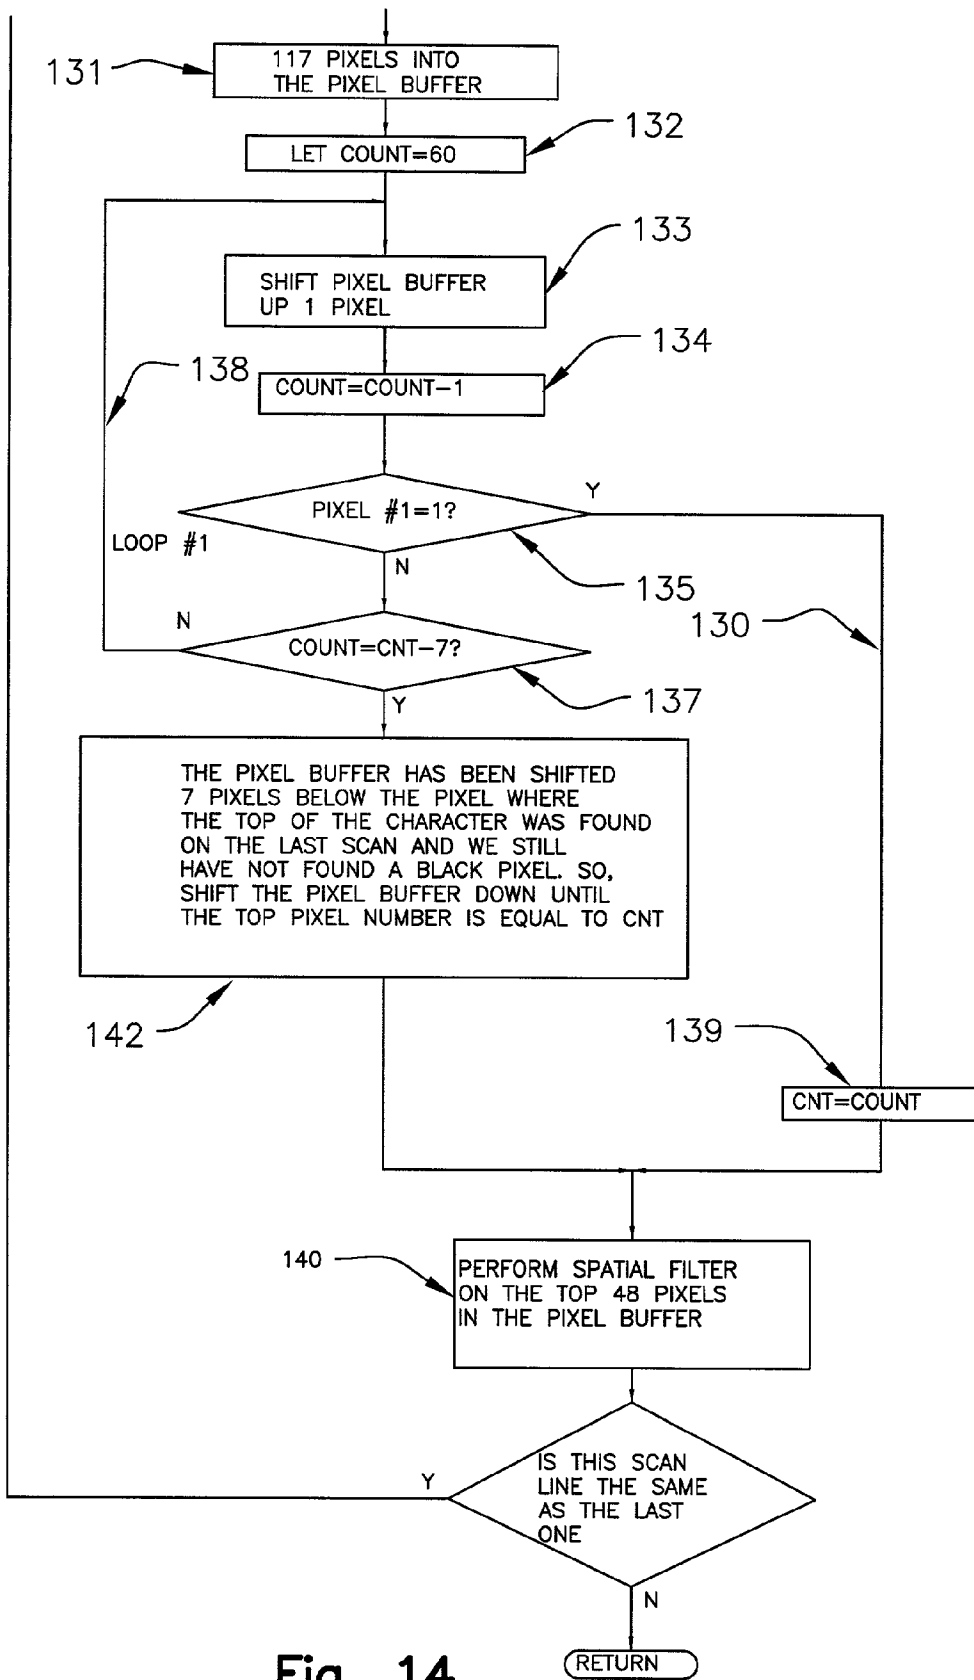 131
117 PIXELS INTO
THE PIXEL BUFFER
132
LET COUNT=60
133
SHIFT PIXEL BUFFER
UP 1 PIXEL
134
138
COUNT=COUNT-1
Y
PIXEL #1=1?
LOOP #1
N
135
130
N
COUNT=CNT-7?
137
Y
THE PIXEL BUFFER HAS BEEN SHIFTED
7 PIXELS BELOW THE PIXEL WHERE
THE TOP OF THE CHARACTER WAS FOUND
ON THE LAST SCAN AND WE STILL
HAVE NOT FOUND A BLACK PIXEL. SO,
SHIFT THE PIXEL BUFFER DOWN UNTIL
THE TOP PIXEL NUMBER IS EQUAL TO CNT
142
139
CNT=COUNT
140
PERFORM SPATIAL FILTER
ON THE TOP 48 PIXELS
IN THE PIXEL BUFFER
IS THIS SCAN
LINE THE SAME
AS THE LAST
ONE
Y
N
RETURN
Fig. 14